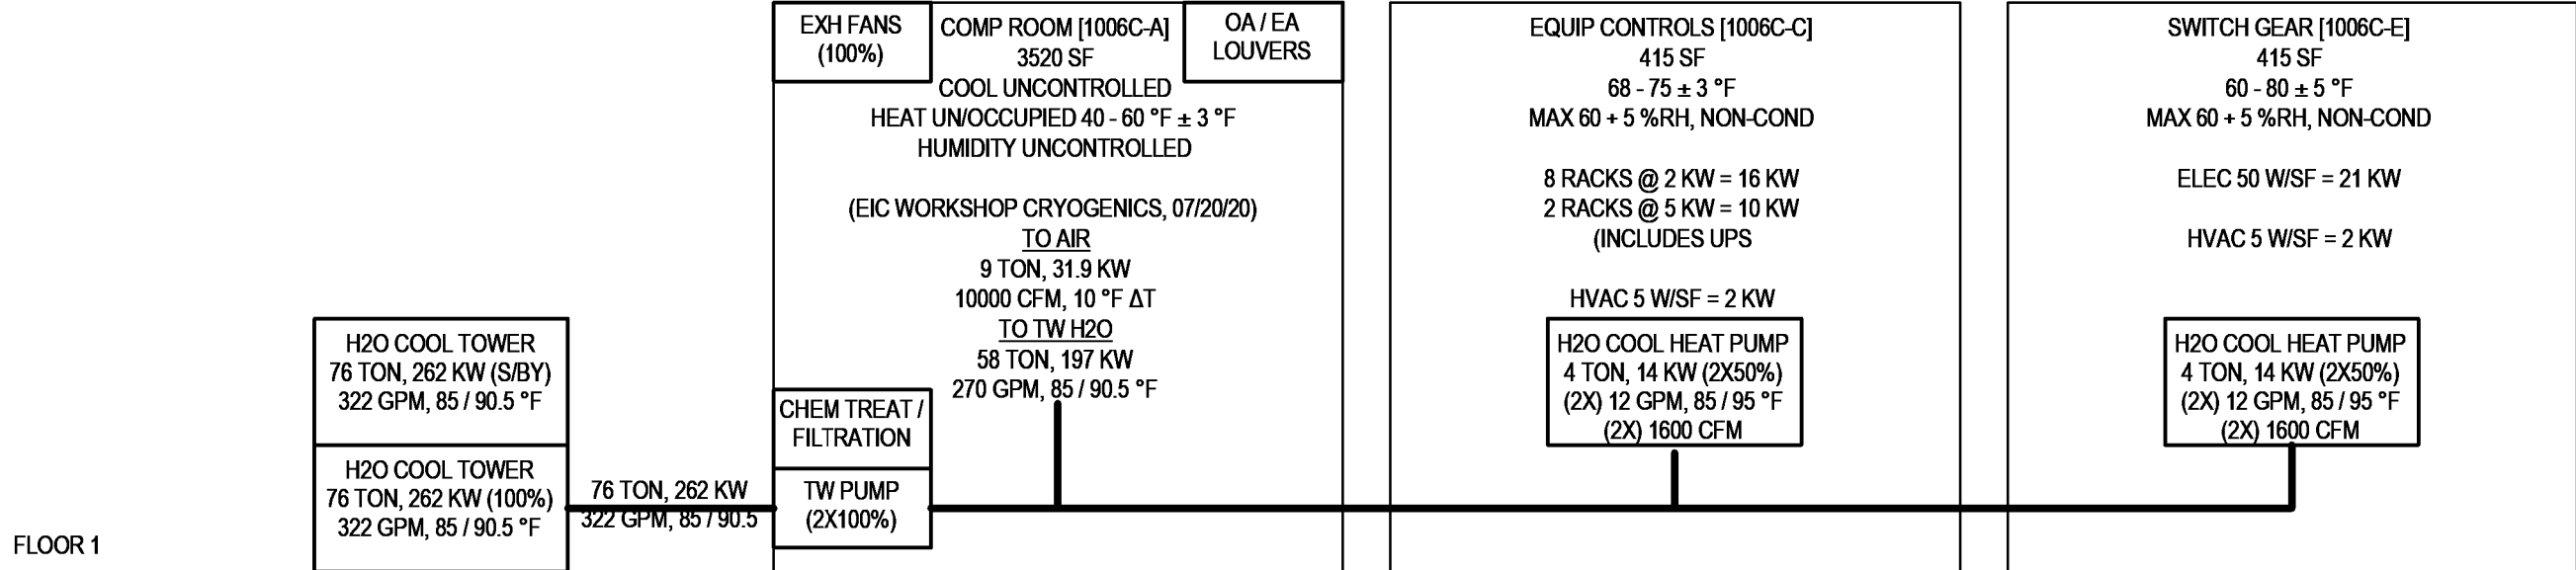 EXH FANS
(100%)
COMP ROOM [1006C-A]
3520 SF
COOL UNCONTROLLED
HEAT UN/OCCUPIED 40 - 60 °F ± 3 °F
HUMIDITY UNCONTROLLED
(EIC WORKSHOP CRYOGENICS, 07/20/20)
TO AIR
9 TON, 31.9 KW
10000 CFM, 10 °F ΔT
TO TW H2O
58 TON, 197 KW
270 GPM, 85 / 90.5 °F
OA / EA
LOUVERS
EQUIP CONTROLS [1006C-C]
415 SF
68 - 75 ± 3 °F
MAX 60 + 5 %RH, NON-COND
8 RACKS @ 2 KW = 16 KW
2 RACKS @ 5 KW = 10 KW
(INCLUDES UPS
HVAC 5 W/SF = 2 KW
H2O COOL HEAT PUMP
4 TON, 14 KW (2X50%)
(2X) 12 GPM, 85 / 95 °F
(2X) 1600 CFM
SWITCH GEAR [1006C-E]
415 SF
60 - 80 ± 5 °F
MAX 60 + 5 %RH, NON-COND
ELEC 50 W/SF = 21 KW
HVAC 5 W/SF = 2 KW
H2O COOL HEAT PUMP
4 TON, 14 KW (2X50%)
(2X) 12 GPM, 85 / 95 °F
(2X) 1600 CFM
H2O COOL TOWER
76 TON, 262 KW (S/BY)
322 GPM, 85 / 90.5 °F
H2O COOL TOWER
76 TON, 262 KW (100%)
322 GPM, 85 / 90.5 °F
76 TON, 262 KW
322 GPM, 85 / 90.5
CHEM TREAT /
FILTRATION
TW PUMP
(2X100%)
FLOOR 1